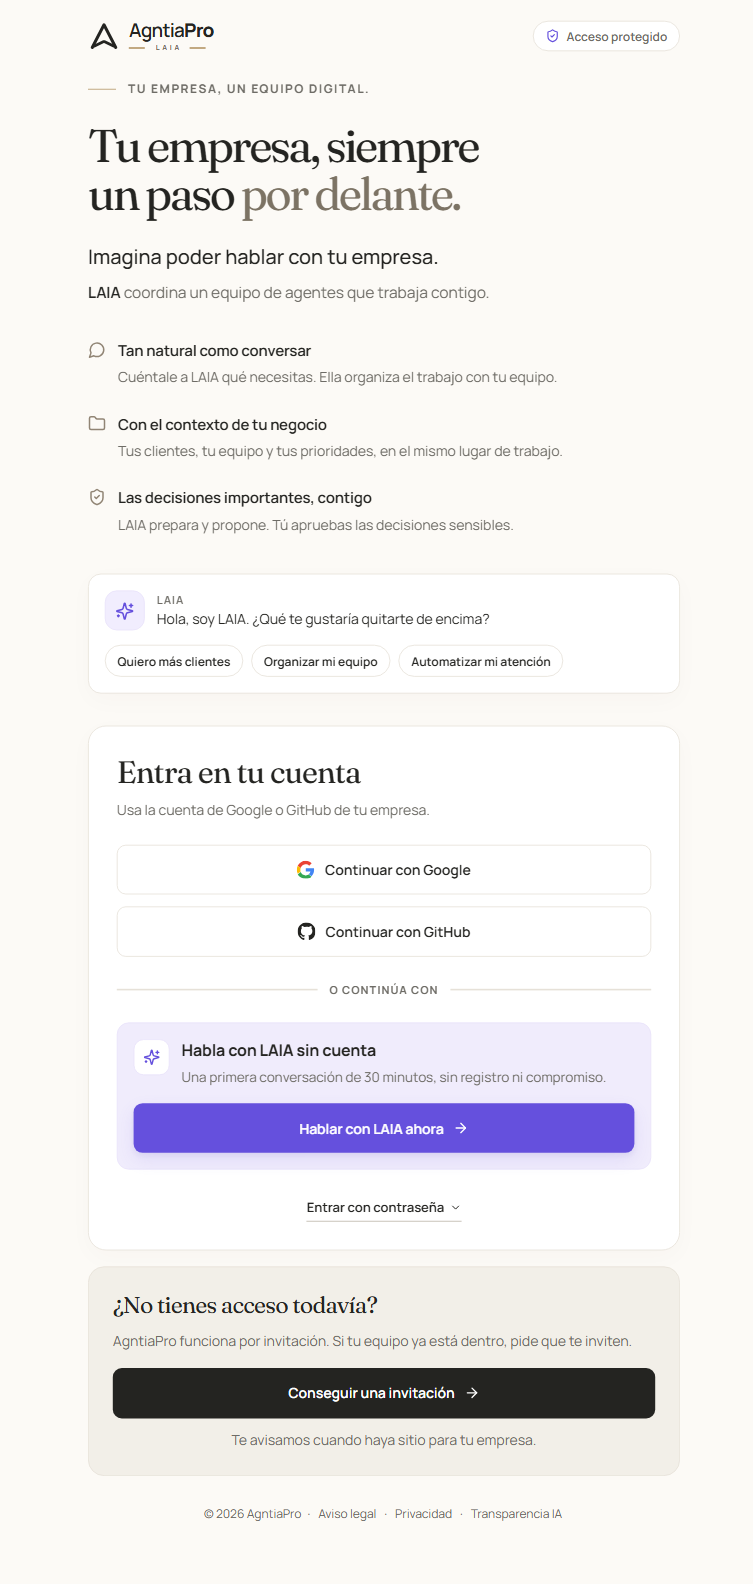 AgntiaPro
LAIA
Acceso protegido
TU EMPRESA, UN EQUIPO DIGITAL.
Tu empresa, siempre
un paso por delante.
Imagina poder hablar con tu empresa.
LAIA coordina un equipo de agentes que trabaja contigo.
Tan natural como conversar
Cuéntale a LAIA qué necesitas. Ella organiza el trabajo con tu equipo.
Con el contexto de tu negocio
Tus clientes, tu equipo y tus prioridades, en el mismo lugar de trabajo.
Las decisiones importantes, contigo
LAIA prepara y propone. Tú apruebas las decisiones sensibles.
LAIA
Hola, soy LAIA. ¿Qué te gustaría quitarte de encima?
Quiero más clientes
Organizar mi equipo
Automatizar mi atención
Entra en tu cuenta
Usa la cuenta de Google o GitHub de tu empresa.
Continuar con Google
Continuar con GitHub
O CONTINÚA CON
Habla con LAIA sin cuenta
Una primera conversación de 30 minutos, sin registro ni compromiso.
Hablar con LAIA ahora
Entrar con contraseña
¿No tienes acceso todavía?
AgntiaPro funciona por invitación. Si tu equipo ya está dentro, pide que te inviten.
Conseguir una invitación
Te avisamos cuando haya sitio para tu empresa.
© 2026 AgntiaPro · Aviso legal · Privacidad · Transparencia IA